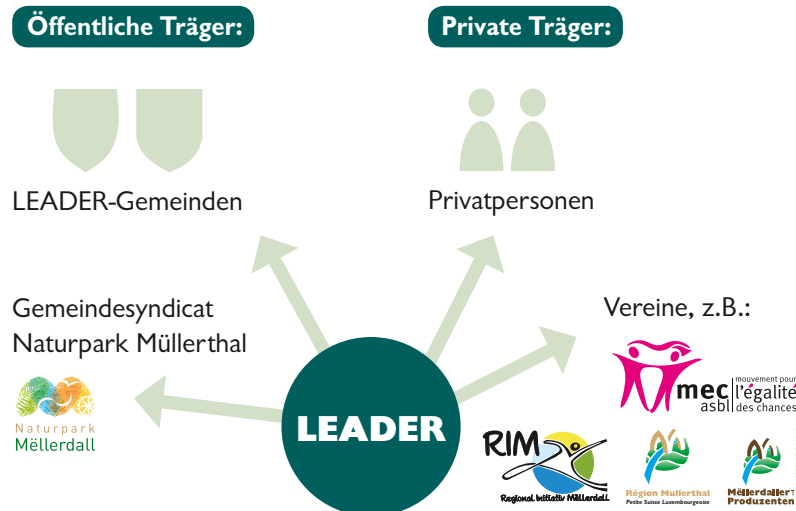 Öffentliche Träger:
Private Träger:
LEADER-Gemeinden
Privatpersonen
Gemeindesyndicat
Naturpark Müllerthal
Naturpark
Mëllerdall
LEADER
Vereine, z.B.:
mec
asbl
mouvement pour
l'égalité
des chances
RIM
Regional Initiativ Mëllerdall
Région Mullerthal
Petite Suisse Luxembourgeoise
Mëllerdaller
Produzenten